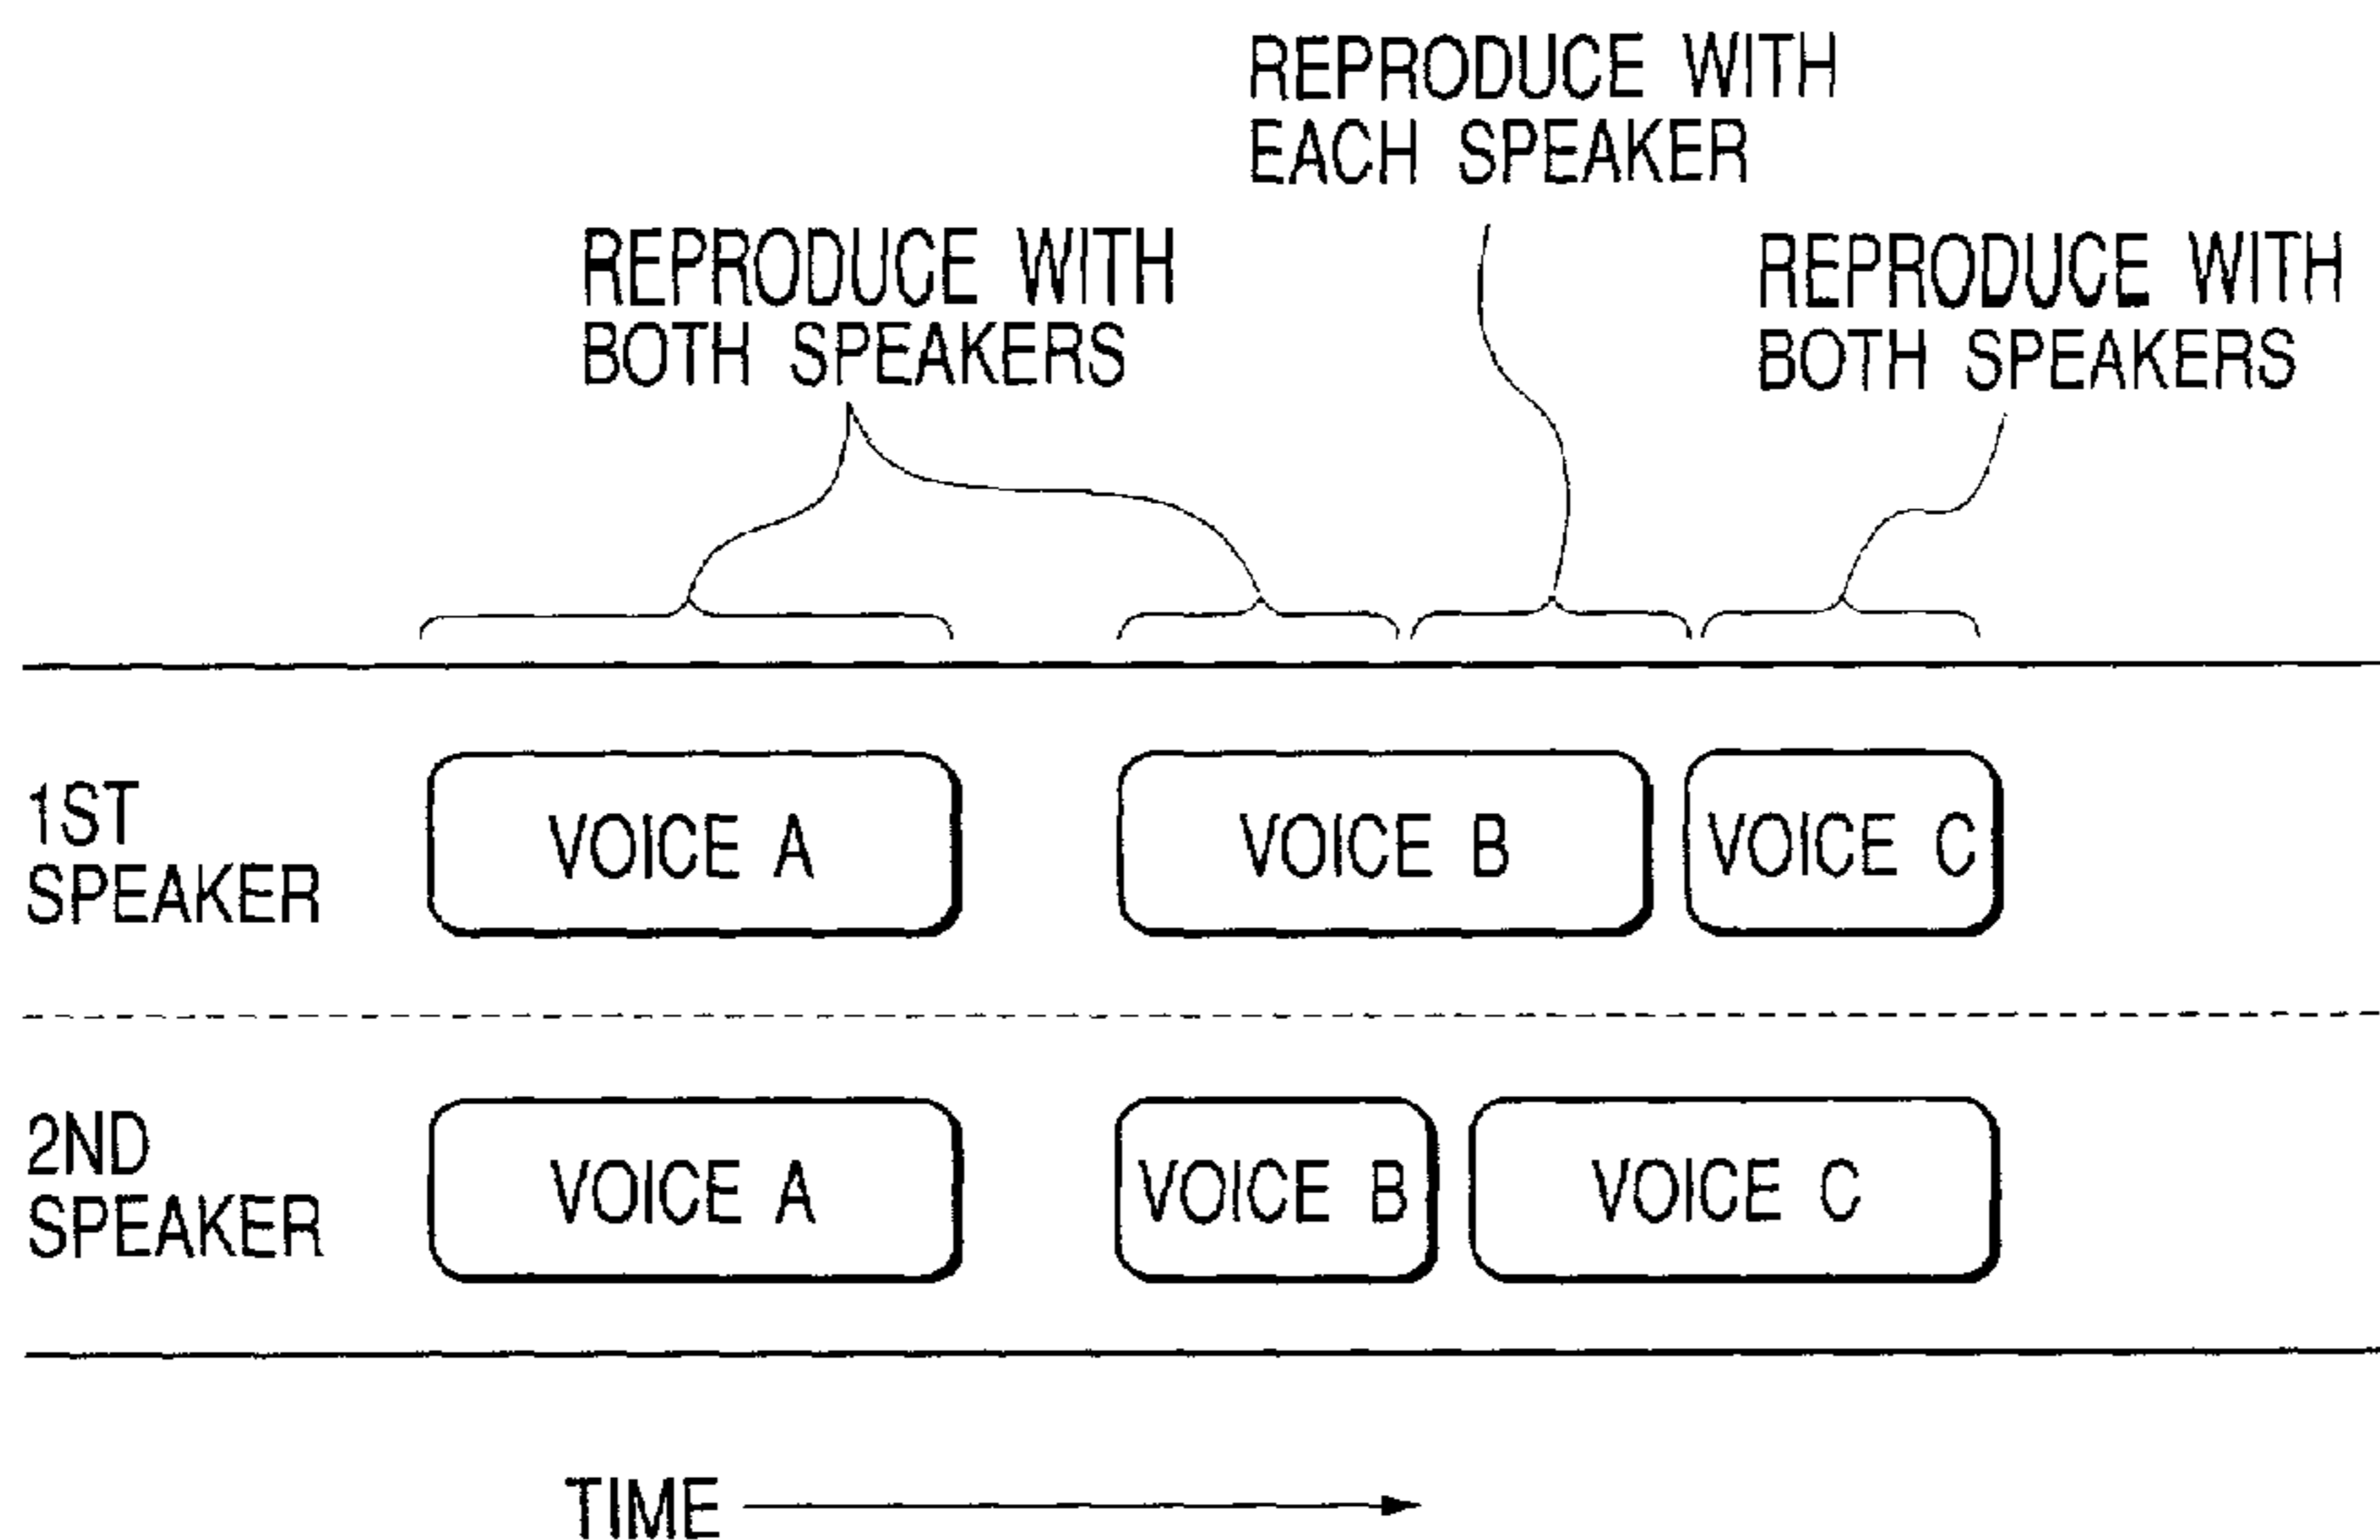 REPRODUCE WITH
EACH SPEAKER
REPRODUCE WITH
BOTH SPEAKERS
REPRODUCE WITH
BOTH SPEAKERS
1ST
SPEAKER
VOICE A
VOICE B
VOICE C
2ND
SPEAKER
VOICE A
VOICE B
VOICE C
TIME